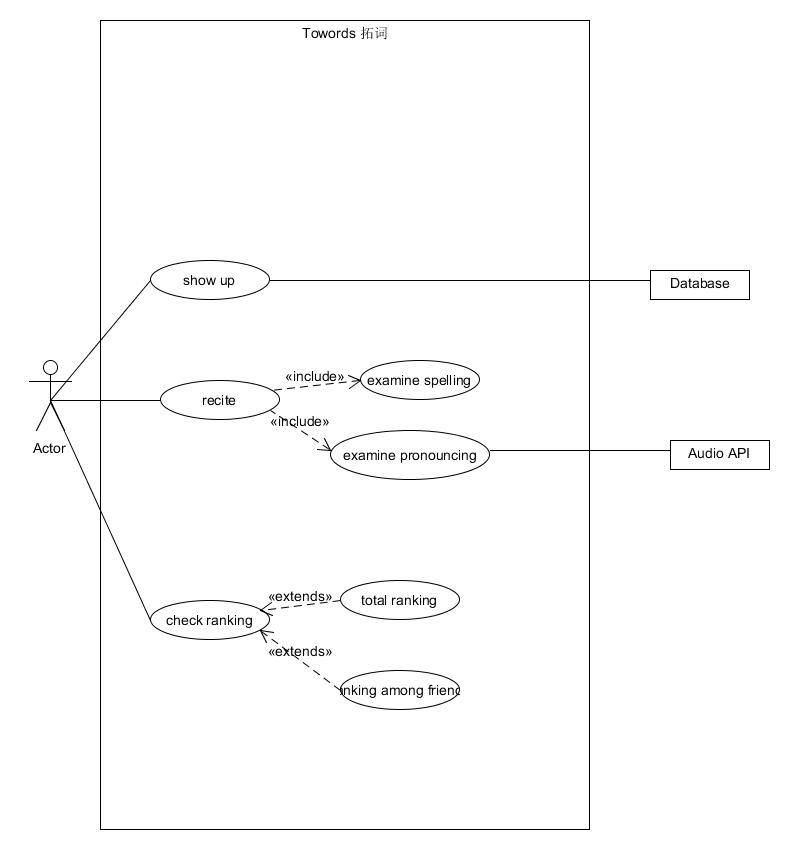 Towords 拓词
show up
Database
«include»
examine spelling
recite
«include»
Actor
examine pronouncing
Audio API
«extends»
total ranking
check ranking
«extends»
nking among frienc